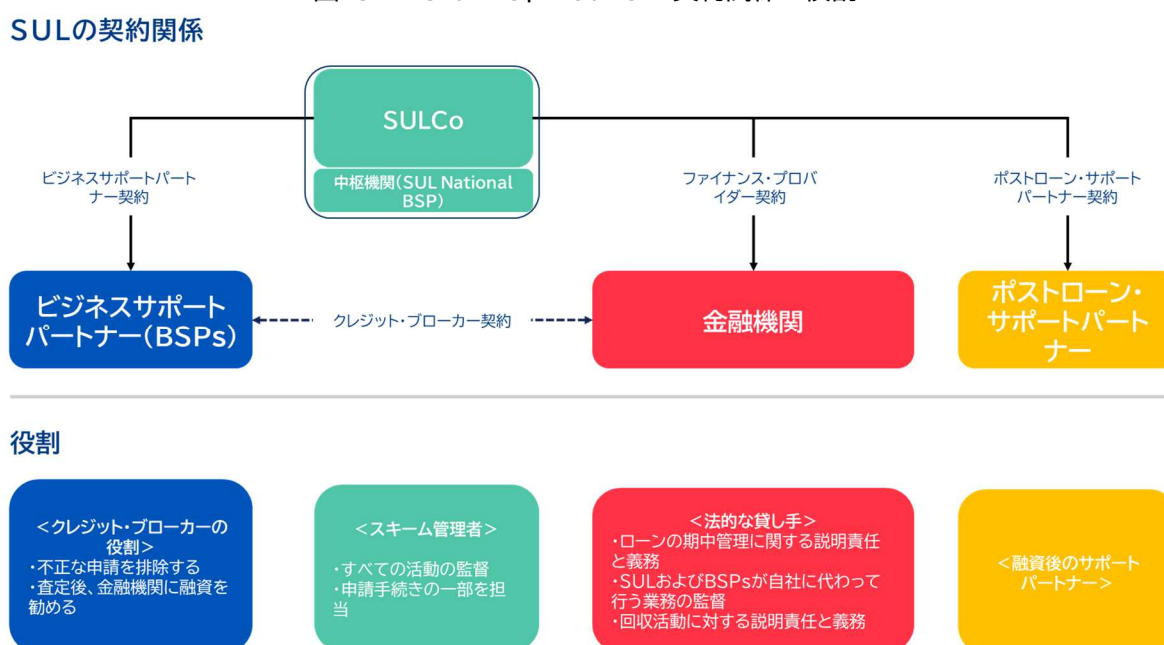 SULの契約関係
SULCo
中枢機関(SUL National
BSP)
ビジネスサポートパート
ナー契約
ファイナンス・プロバ
イダー契約
ポストローン・サポート
パートナー契約
ビジネスサポート
パートナー(BSPs)
クレジット・ブローカー契約
金融機関
ポストローン・
サポートパート
ナー
役割
<クレジット・ブローカーの
役割>
・不正な申請を排除する
・査定後、金融機関に融資を
勧める
<スキーム管理者>
・すべての活動の監督
・申請手続きの一部を担
当
<法的な貸し手>
・ローンの期中管理に関する説明責任
と義務
・SULおよびBSPsが自社に代わって
行う業務の監督
・回収活動に対する説明責任と義務
<融資後のサポート
パートナー>